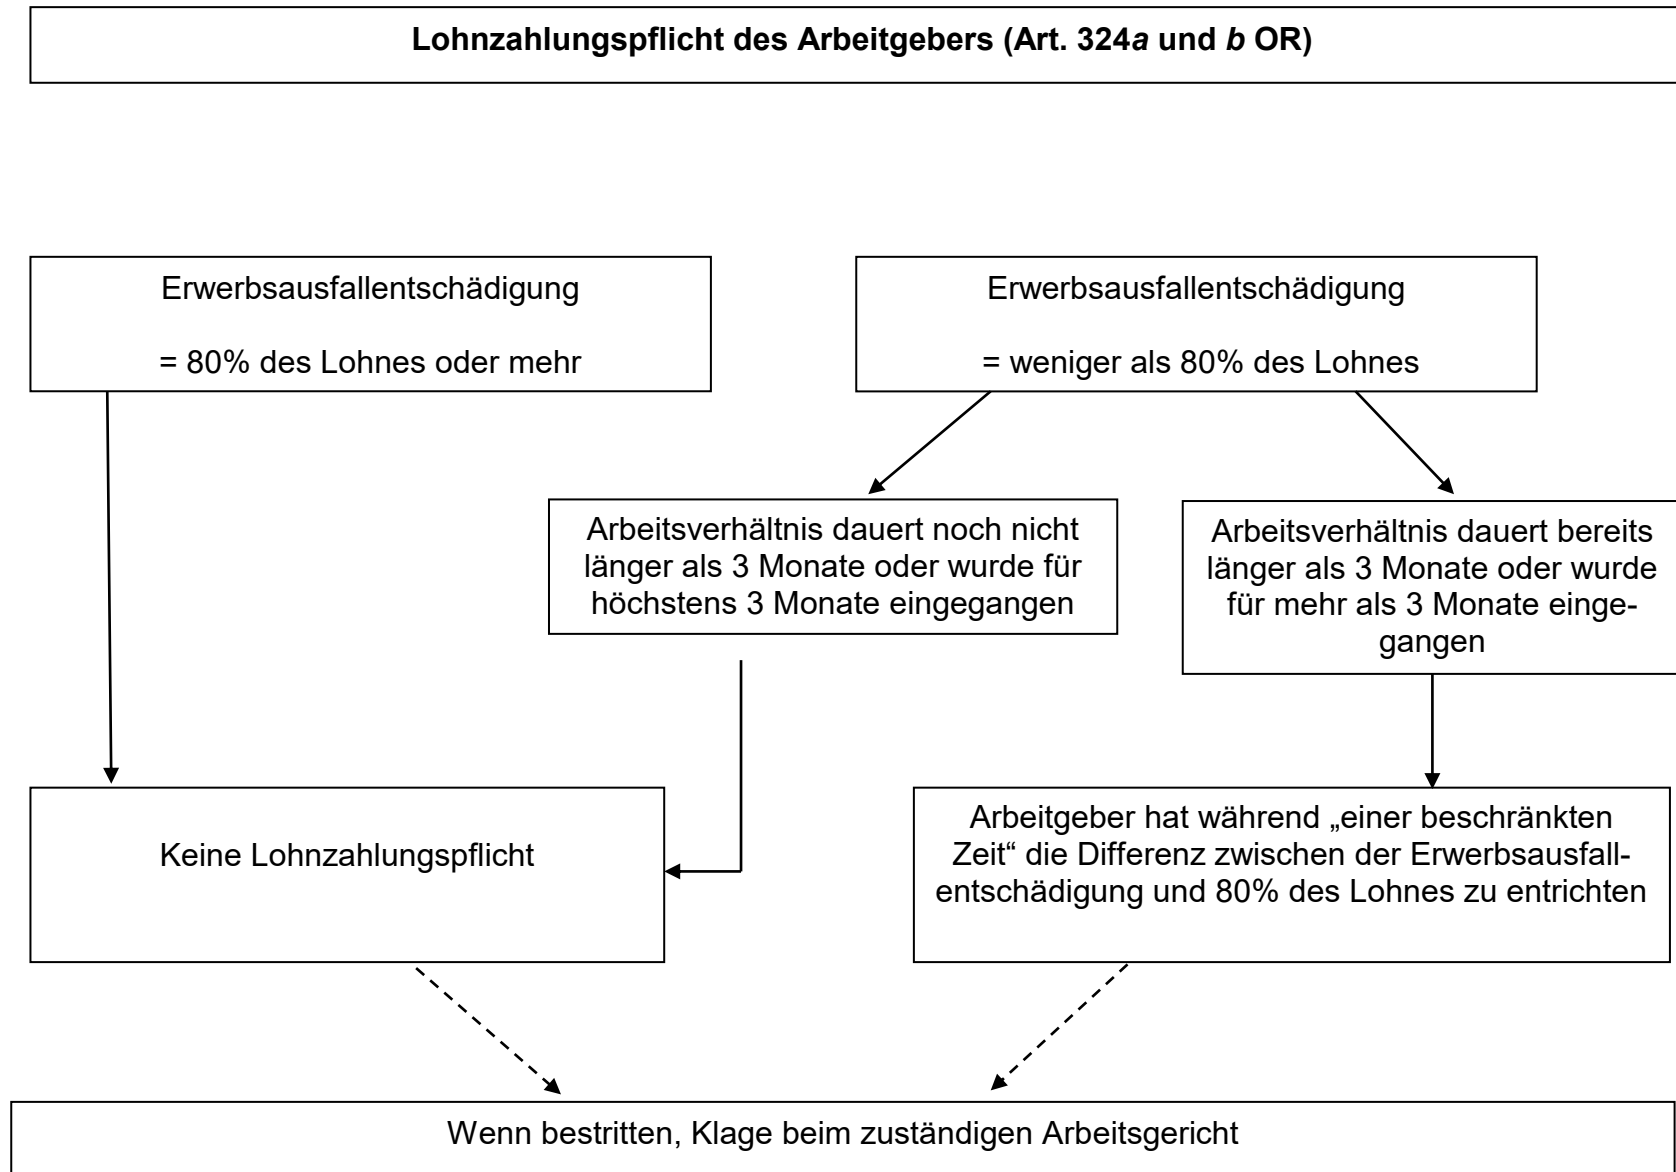 Lohnzahlungspflicht des Arbeitgebers (Art. 324a und b OR)
Erwerbsausfallentschädigung
= 80% des Lohnes oder mehr
Erwerbsausfallentschädigung
= weniger als 80% des Lohnes
Arbeitsverhältnis dauert noch nicht
länger als 3 Monate oder wurde für
höchstens 3 Monate eingegangen
Arbeitsverhältnis dauert bereits
länger als 3 Monate oder wurde
für mehr als 3 Monate einge-
gangen
Keine Lohnzahlungspflicht
Arbeitgeber hat während „einer beschränkten
Zeit“ die Differenz zwischen der Erwerbsausfall-
entschädigung und 80% des Lohnes zu entrichten
Wenn bestritten, Klage beim zuständigen Arbeitsgericht